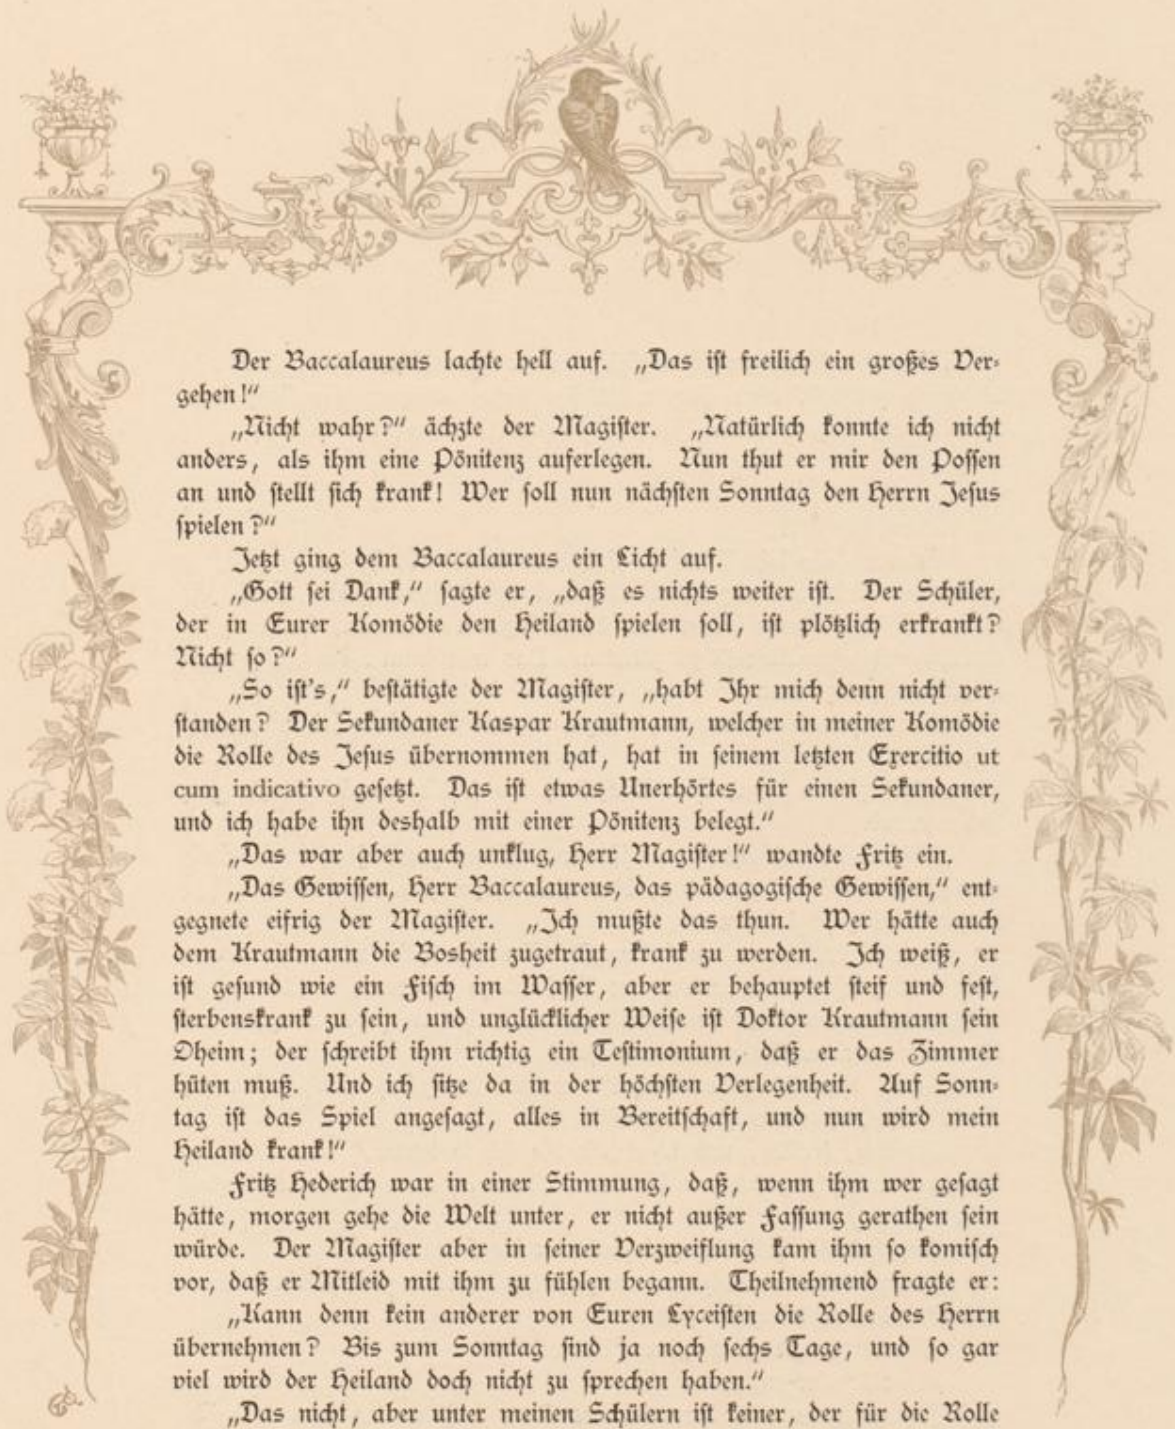 Der Baccalaureus lachte hell auf. „Das ist freilich ein großes Ver-
gehen!“
„Nicht wahr?“ ächzte der Magister. „Natürlich konnte ich nicht
anders, als ihm eine Pönitenz auferlegen. Nun thut er mir den Possen
an und stellt sich krank! Wer soll nun nächsten Sonntag den Herrn Jesus
spielen?“
Jetzt ging dem Baccalaureus ein Licht auf.
„Gott sei Dank,“ sagte er, „daß es nichts weiter ist. Der Schüler,
der in Eurer Komödie den Heiland spielen soll, ist plötzlich erkrankt?
Nicht so?“
„So ist's,“ bestätigte der Magister, „habt Ihr mich denn nicht ver-
standen? Der Sekundaner Kaspar Krautmann, welcher in meiner Komödie
die Rolle des Jesus übernommen hat, hat in seinem letzten Exercitio ut
cum indicativo gesetzt. Das ist etwas Unerhörtes für einen Sekundaner,
und ich habe ihn deshalb mit einer Pönitenz belegt.“
„Das war aber auch unklug, Herr Magister!“ wandte Fritz ein.
„Das Gewissen, Herr Baccalaureus, das pädagogische Gewissen,“ ent-
gegnete eifrig der Magister. „Ich mußte das thun. Wer hätte auch
dem Krautmann die Bosheit zugetraut, krank zu werden. Ich weiß, er
ist gesund wie ein Fisch im Wasser, aber er behauptet steif und fest,
sterbenskrank zu sein, und unglücklicher Weise ist Doktor Krautmann sein
Oheim; der schreibt ihm richtig ein Testimonium, daß er das Zimmer
hüten muß. Und ich sitze da in der höchsten Verlegenheit. Auf Sonn-
tag ist das Spiel angesagt, alles in Bereitschaft, und nun wird mein
Heiland krank!“
Fritz Hederich war in einer Stimmung, daß, wenn ihm wer gesagt
hätte, morgen gehe die Welt unter, er nicht außer Fassung gerathen sein
würde. Der Magister aber in seiner Verzweiflung kam ihm so komisch
vor, daß er Mitleid mit ihm zu fühlen begann. Theilnehmend fragte er:
„Kann denn kein anderer von Euren Lyceisten die Rolle des Herrn
übernehmen? Bis zum Sonntag sind ja noch sechs Tage, und so gar
viel wird der Heiland doch nicht zu sprechen haben.“
„Das nicht, aber unter meinen Schülern ist keiner, der für die Rolle